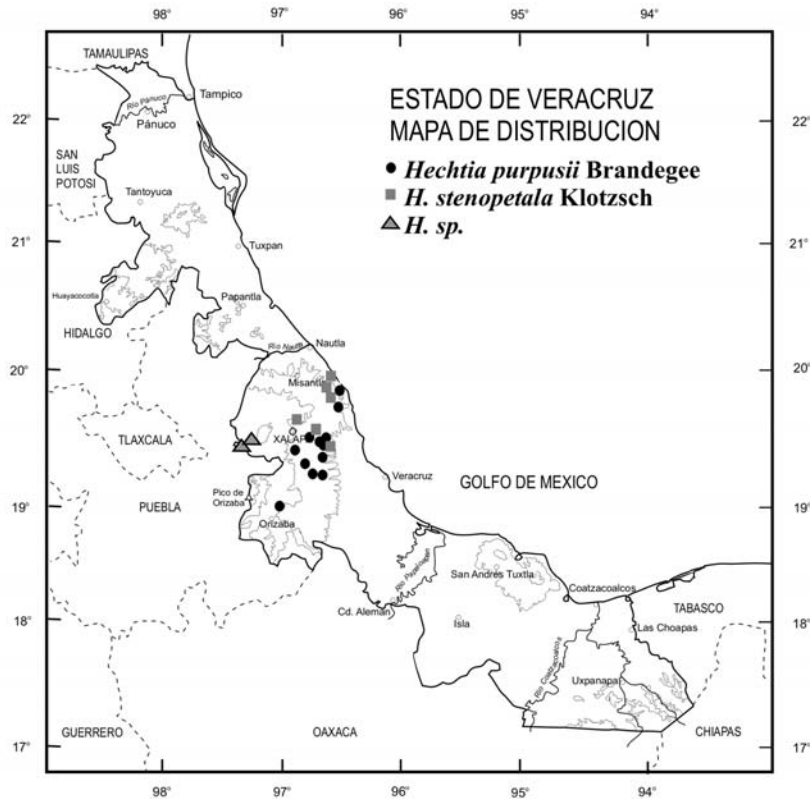 98° 97° 96° 95° 94°
TAMAULIPAS
Río Pánuco
Tampico
Pánuco
22° 22°
ESTADO DE VERACRUZ
MAPA DE DISTRIBUCION
Hechtia purpusii Brandegee
H. stenopetala Klotzsch
H. sp.
SAN
LUIS
POTOSI
Tantoyuca
21° 21°
Tuxpan
Huayacocotla
Papantla
HIDALGO
Río Nautla
Nautla
20° 20°
Misantla
TLAXCALA
XALAP
Veracruz
GOLFO DE MEXICO
19° 19°
PUEBLA
Pico de
Orizaba
Orizaba
Río Papaloapan
San Andrés Tuxtla
Coatzacoalcos
TABASCO
18° 18°
Cd. Alemán
Isla
Las Choapas
Río Coatzacoalcos
Uxpanapa
GUERRERO
OAXACA
CHIAPAS
17° 17°
98° 97° 96° 95° 94°